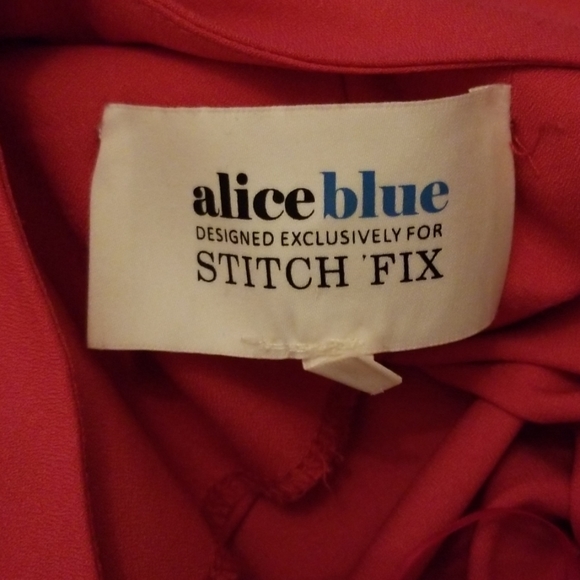 alice blue
DESIGNED EXCLUSIVELY FOR
STITCH FIX